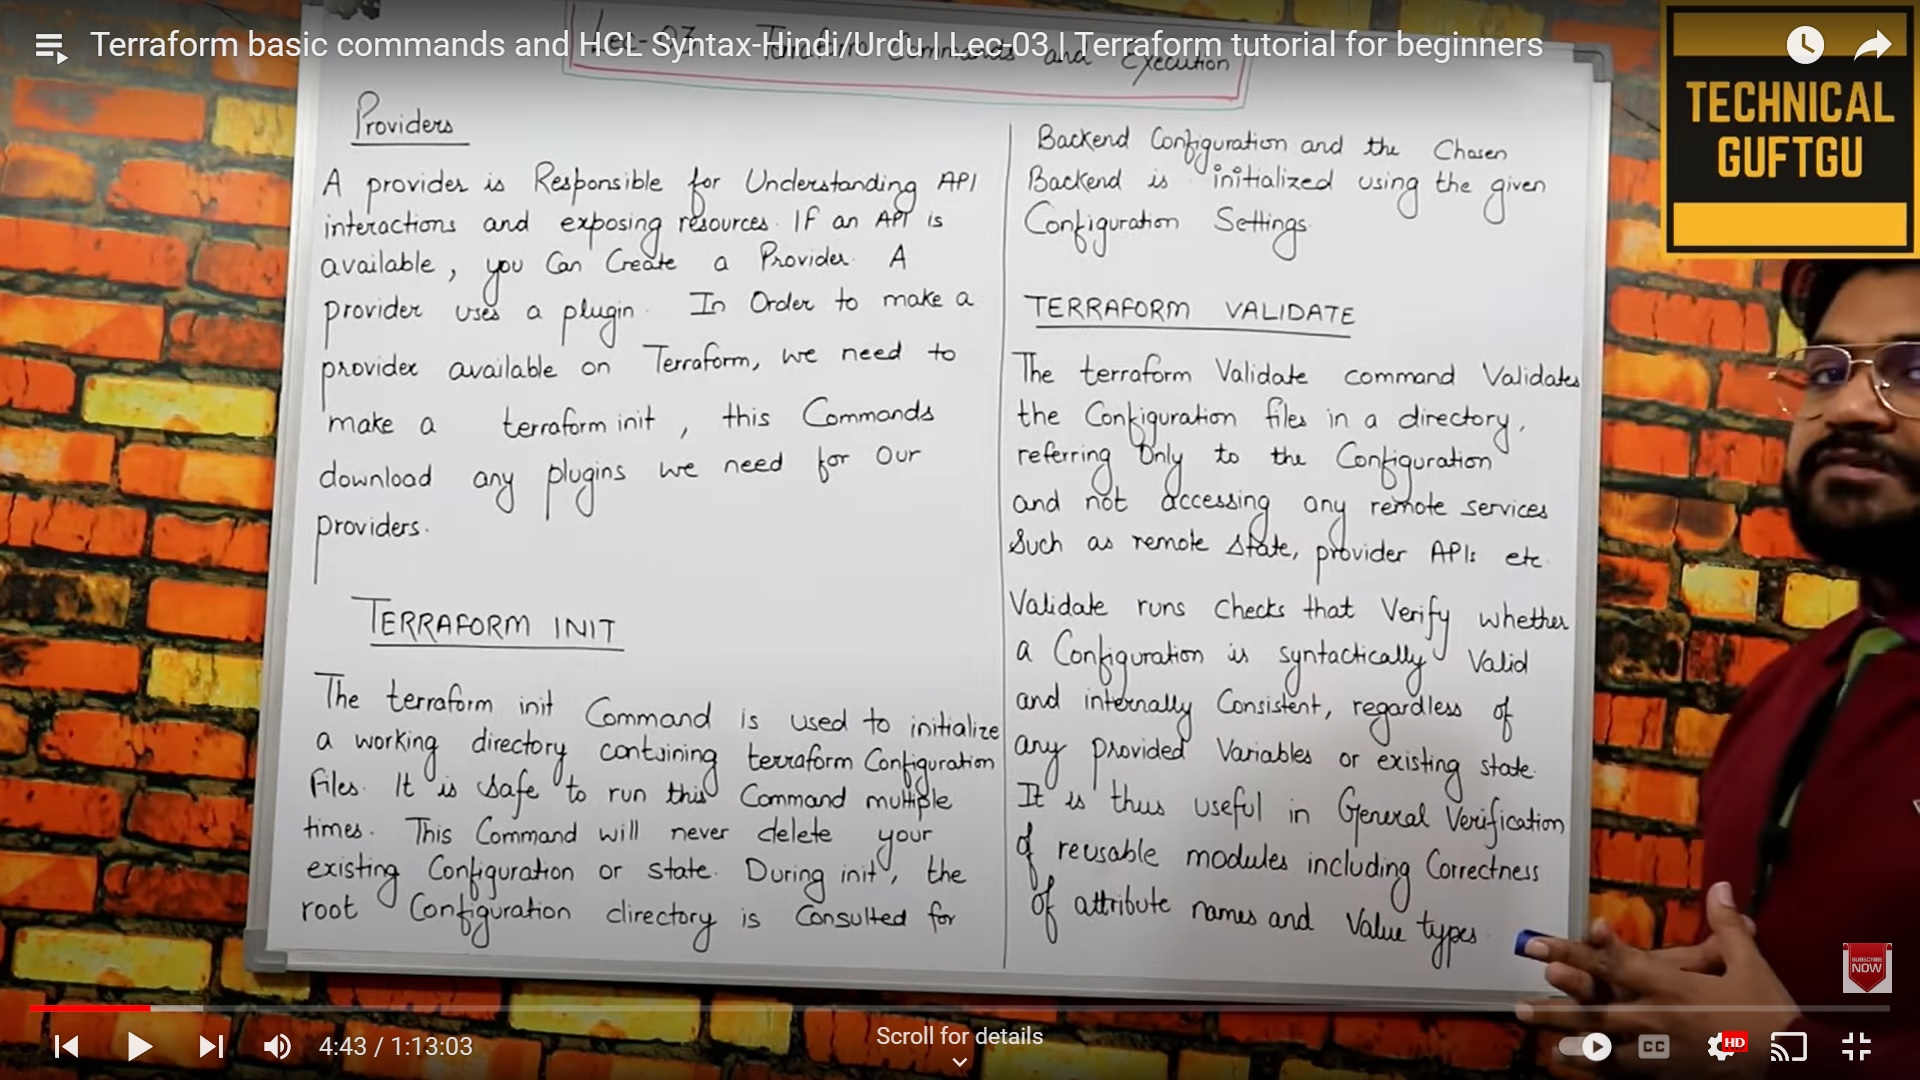 Terraform basic commands and HCL Syntax-Hindi/Urdu | Lec-03 | Terraform tutorial for beginners
Lec-03 Terraform Commands and Execution
TECHNICAL
GUFTGU
Providers
A provider is Responsible for Understanding API
interactions and exposing resources. IF an API is
available, you Can Create a Provider. A
provider uses a plugin. In Order to make a
provider available on Terraform, we need to
make a terraform init, this Commands
download any plugins we need for Our
providers.
TERRAFORM INIT
The terraform init Command is used to initialize
a working directory containing terraform Configuration
Files. It is Safe to run this Command multiple
times. This Command will never delete your
existing Configuration or state. During init, the
root Configuration directory is Consulted for
Backend Configuration and the Chosen
Backend is initialized using the given
Configuration Settings.
TERRAFORM VALIDATE
The terraform Validate command Validates
the Configuration files in a directory,
referring Only to the Configuration
and not accessing any remote services
Such as remote State, provider APIs etc.
Validate runs Checks that Verify whether
a Configuration is syntactically Valid
and internally Consistent, regardless of
any provided Variables or existing state.
It is thus useful in General Verification
of reusable modules including Correctness
of attribute names and Value types.
SUBSCRIBE
NOW
4:43 / 1:13:03
Scroll for details
CC
HD